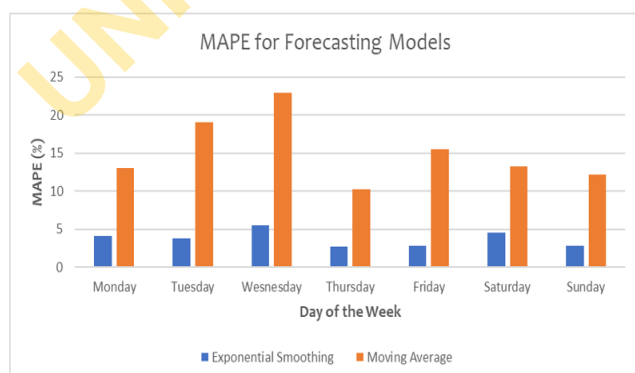 UNI
MAPE for Forecasting Models
25
20
15
10
5
0
MAPE (%)
Monday Tuesday Wesnesday Thursday Friday Saturday Sunday
Day of the Week
Exponential Smoothing Moving Average